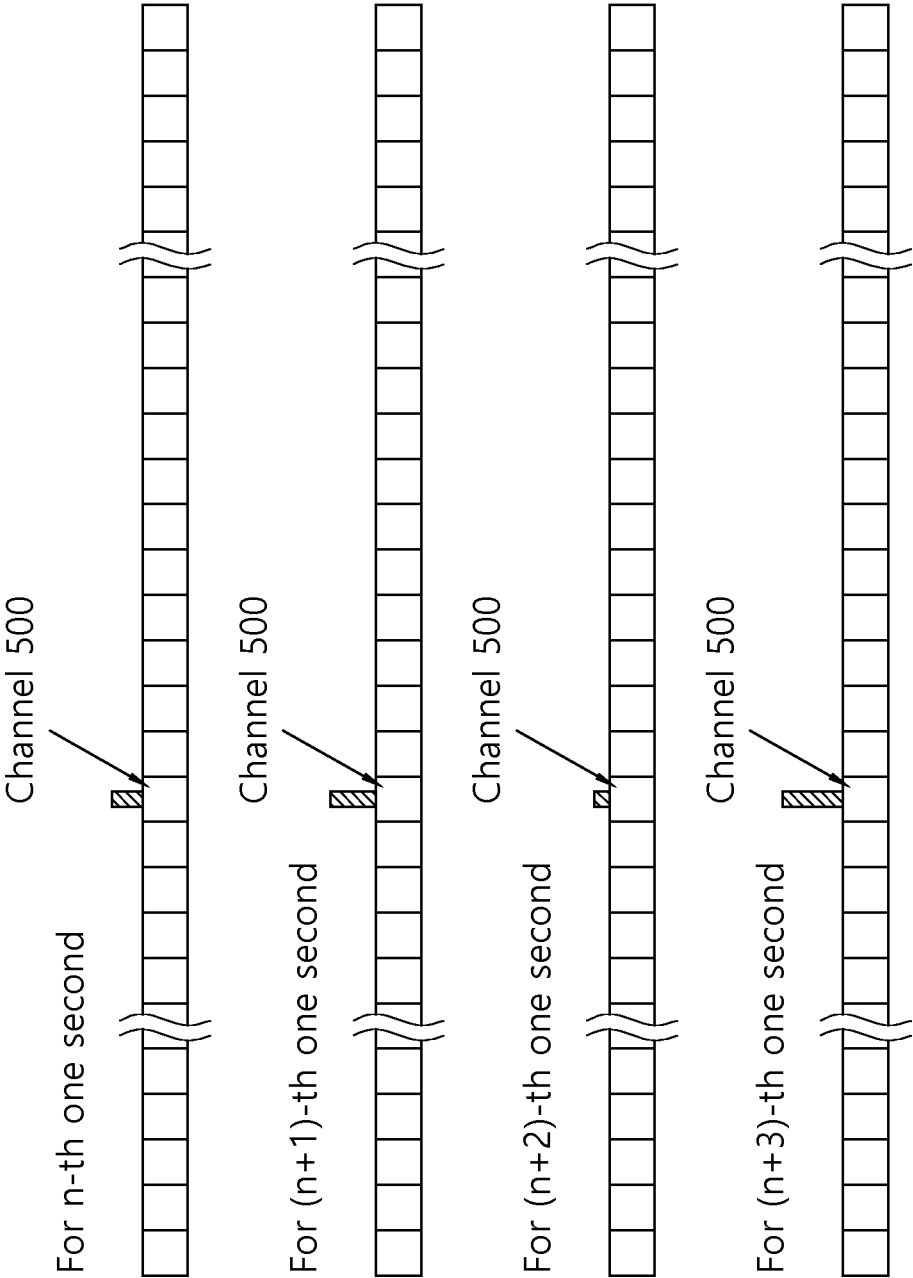 For n-th one second
Channel 500
For (n+1)-th one second
Channel 500
For (n+2)-th one second
Channel 500
For (n+3)-th one second
Channel 500